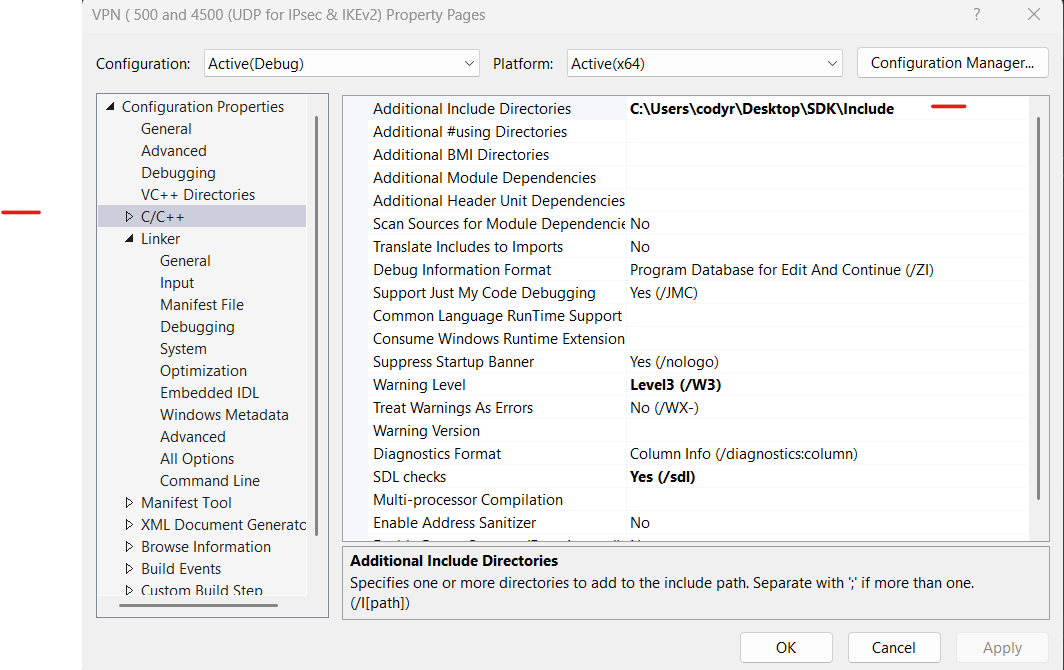 VPN ( 500 and 4500 (UDP for IPsec & IKEv2) Property Pages
?
Configuration: Active(Debug) Platform: Active(x64) Configuration Manager...
Configuration Properties
General
Advanced
Debugging
VC++ Directories
C/C++
Linker
General
Input
Manifest File
Debugging
System
Optimization
Embedded IDL
Windows Metadata
Advanced
All Options
Command Line
Manifest Tool
XML Document Generato
Browse Information
Build Events
Custom Build Step
Additional Include Directories C:\Users\codyr\Desktop\SDK\Include
Additional #using Directories
Additional BMI Directories
Additional Module Dependencies
Additional Header Unit Dependencies
Scan Sources for Module Dependencie No
Translate Includes to Imports No
Debug Information Format Program Database for Edit And Continue (/ZI)
Support Just My Code Debugging Yes (/JMC)
Common Language RunTime Support
Consume Windows Runtime Extension
Suppress Startup Banner Yes (/nologo)
Warning Level Level3 (/W3)
Treat Warnings As Errors No (/WX-)
Warning Version
Diagnostics Format Column Info (/diagnostics:column)
SDL checks Yes (/sdl)
Multi-processor Compilation
Enable Address Sanitizer No
Additional Include Directories
Specifies one or more directories to add to the include path. Separate with ';' if more than one.
(/I[path])
OK Cancel Apply